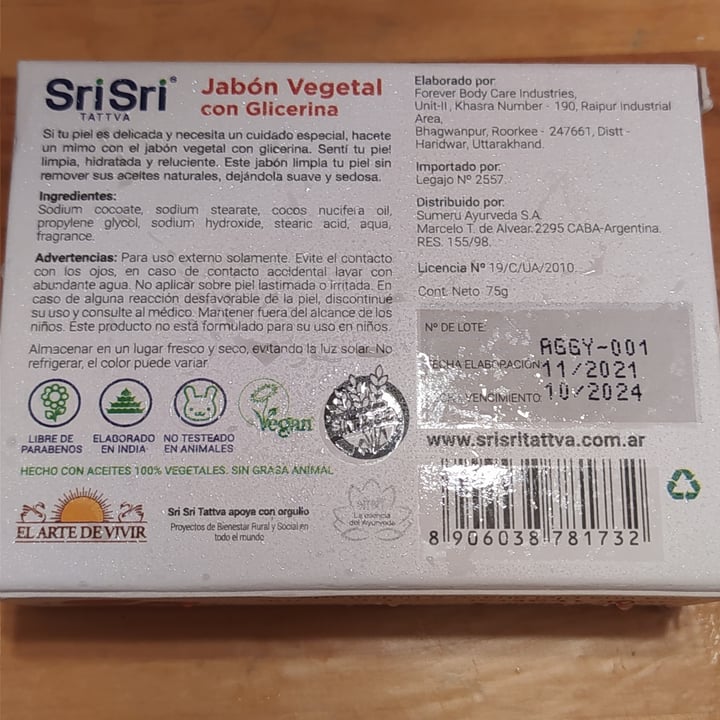 SriSri®
TATTVA
Jabón Vegetal
con Glicerina
Si tu piel es delicada y necesita un cuidado especial, hacete
un mimo con el jabón vegetal con glicerina. Sentí tu piel
limpia, hidratada y reluciente. Este jabón limpia tu piel sin
remover sus aceites naturales, dejándola suave y sedosa.
Ingredientes:
Sodium cocoate, sodium stearate, cocos nucifera oil,
propylene glycol, sodium hydroxide, stearic acid, aqua,
fragrance.
Advertencias: Para uso externo solamente. Evite el contacto
con los ojos, en caso de contacto accidental lavar con
abundante agua. No aplicar sobre piel lastimada o irritada. En
caso de alguna reacción desfavorable de la piel, discontinúe
su uso y consulte al médico. Mantener fuera del alcance de los
niños. Este producto no está formulado para su uso en niños.
Almacenar en un lugar fresco y seco, evitando la luz solar. No
refrigerar, el color puede variar.
LIBRE DE
PARABENOS
ELABORADO
EN INDIA
NO TESTEADO
EN ANIMALES
Vegan
HECHO CON ACEITES 100% VEGETALES. SIN GRASA ANIMAL
EL ARTE DE VIVIR
Sri Sri Tattva apoya con orgullo
Proyectos de Bienestar Rural y Social en
todo el mundo
La esencia
del Ayurveda
Elaborado por:
Forever Body Care Industries,
Unit-II, Khasra Number - 190, Raipur Industrial
Area,
Bhagwanpur, Roorkee - 247661, Distt -
Haridwar, Uttarakhand.
Importado por:
Legajo Nº 2557.
Distribuido por:
Sumeru Ayurveda S.A.
Marcelo T. de Alvear 2295 CABA-Argentina.
RES. 155/98.
Licencia Nº 19/C/UA/2010.
Cont. Neto 75g
Nº DE LOTE:
AGGY-001
FECHA ELABORACIÓN: 11/2021
VENCIMIENTO: 10/2024
www.srisritattva.com.ar
8 906038 781732